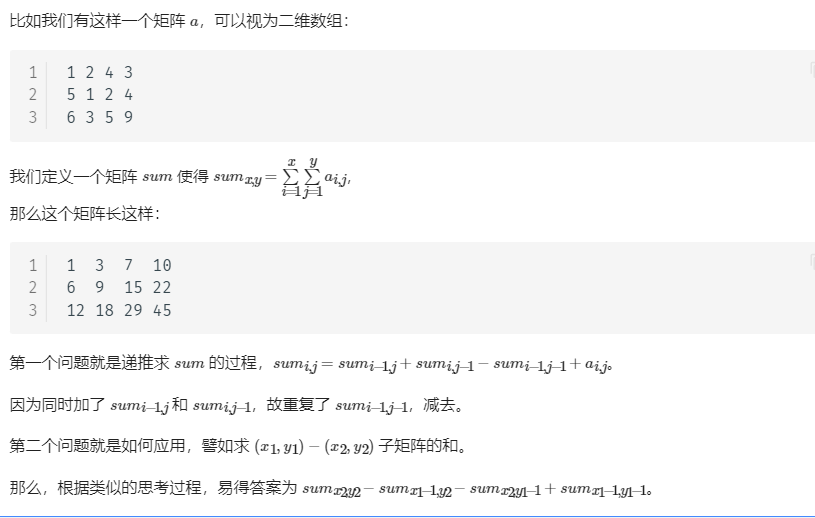 比如我们有这样一个矩阵 a，可以视为二维数组：
1 1 2 4 3
2 5 1 2 4
3 6 3 5 9
我们定义一个矩阵 sum 使得 sum_{x,y} = \sum_{i=1}^{x} \sum_{j=1}^{y} a_{i,j},
那么这个矩阵长这样：
1 1 3 7 10
2 6 9 15 22
3 12 18 29 45
第一个问题就是递推求 sum 的过程，sum_{i,j} = sum_{i−1,j} + sum_{i,j−1} − sum_{i−1,j−1} + a_{i,j}。
因为同时加了 sum_{i−1,j} 和 sum_{i,j−1}，故重复了 sum_{i−1,j−1}，减去。
第二个问题就是如何应用，譬如求 (x_1, y_1) − (x_2, y_2) 子矩阵的和。
那么，根据类似的思考过程，易得答案为 sum_{x_2,y_2} − sum_{x_1−1,y_2} − sum_{x_2,y_1−1} + sum_{x_1−1,y_1−1}。